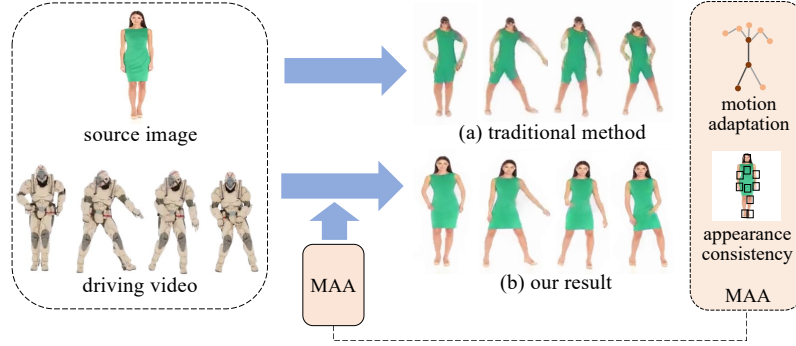 source image
driving video
(a) traditional method
MAA
(b) our result
motion
adaptation
appearance
consistency
MAA